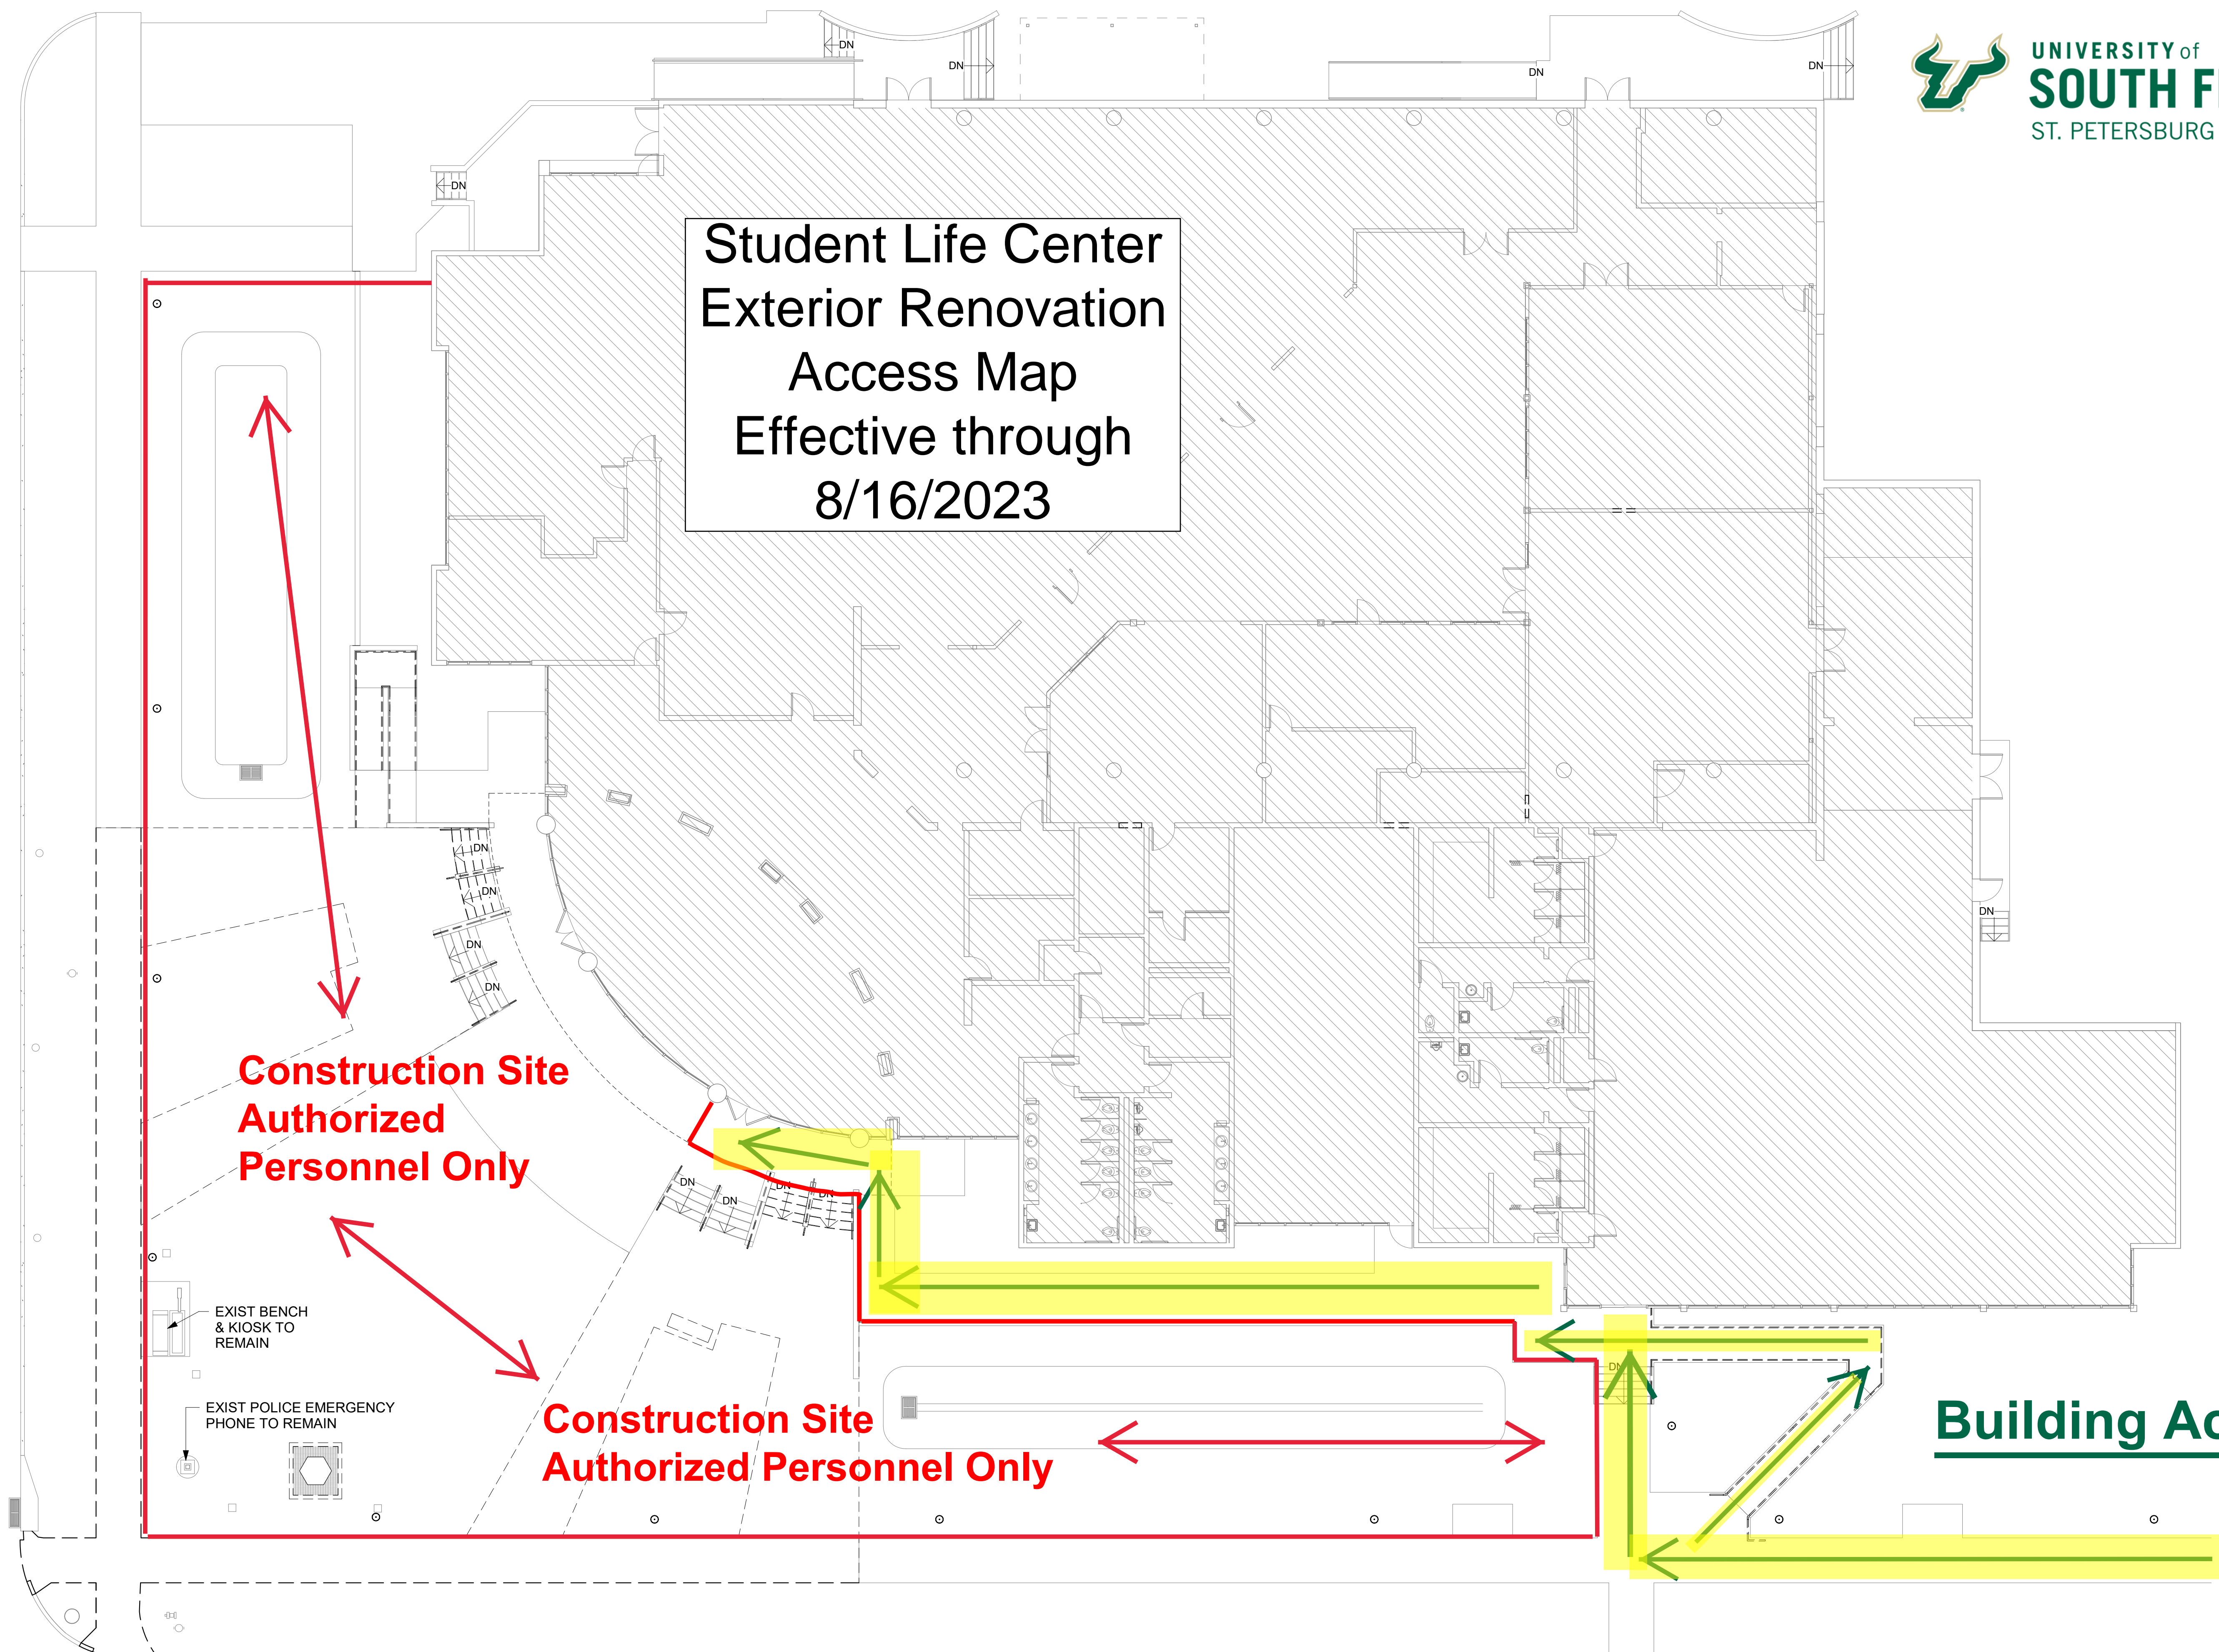 UNIVERSITY of
SOUTH F
ST. PETERSBURG
DN
DN
DN
DN
DN
Student Life Center
Exterior Renovation
Access Map
Effective through
8/16/2023
DN
DN
DN
DN
DN
Construction Site
Authorized
Personnel Only
DN
DN
DN
DN
EXIST BENCH
& KIOSK TO
REMAIN
DN
EXIST POLICE EMERGENCY
PHONE TO REMAIN
Construction Site
Authorized Personnel Only
Building Ac